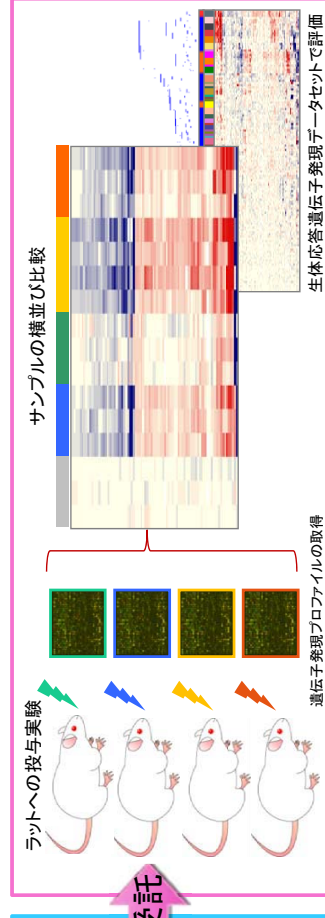 ラットへの投与実験
遺伝子発現プロファイルの取得
サンプルの横並び比較
生体応答遺伝子発現データセットで評価
受託